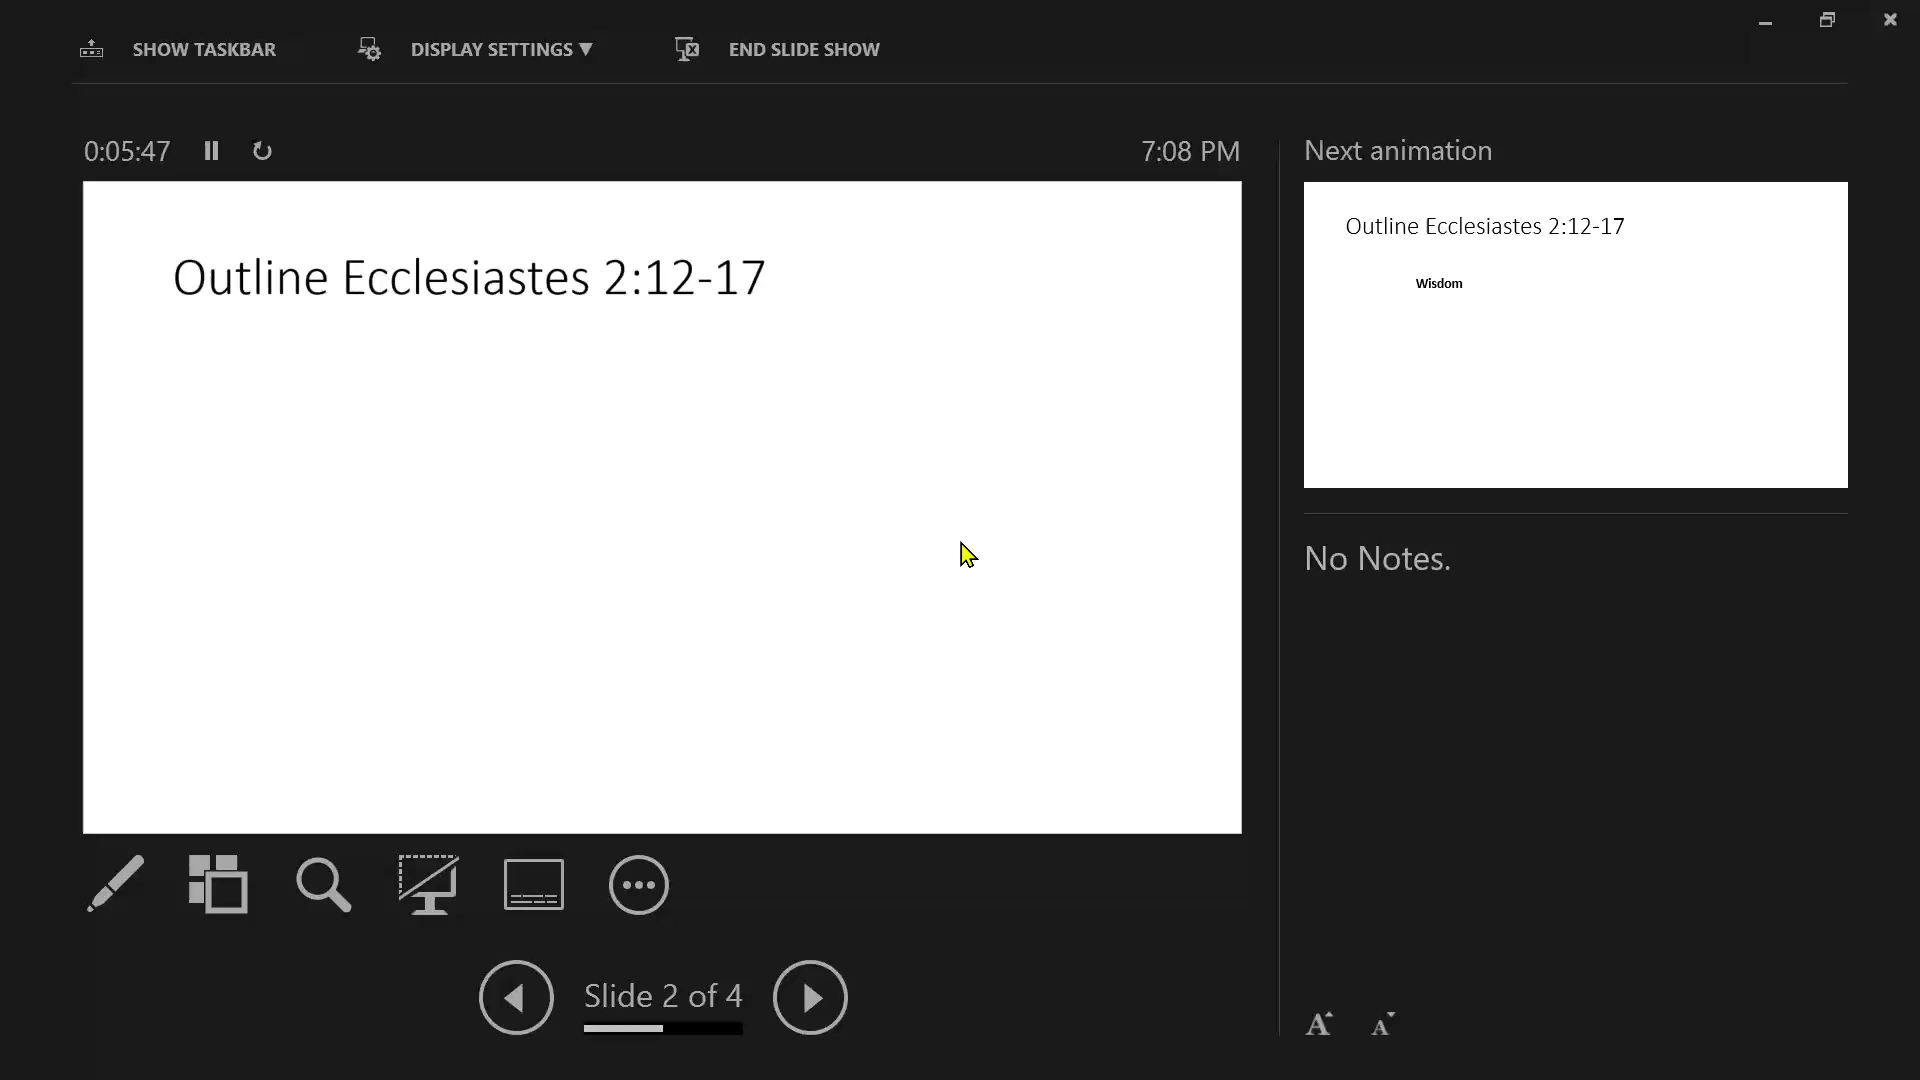 SHOW TASKBAR
DISPLAY SETTINGS ▼
END SLIDE SHOW
0:05:47
7:08 PM
Next animation
Outline Ecclesiastes 2:12-17
Outline Ecclesiastes 2:12-17
Wisdom
No Notes.
Slide 2 of 4
A A